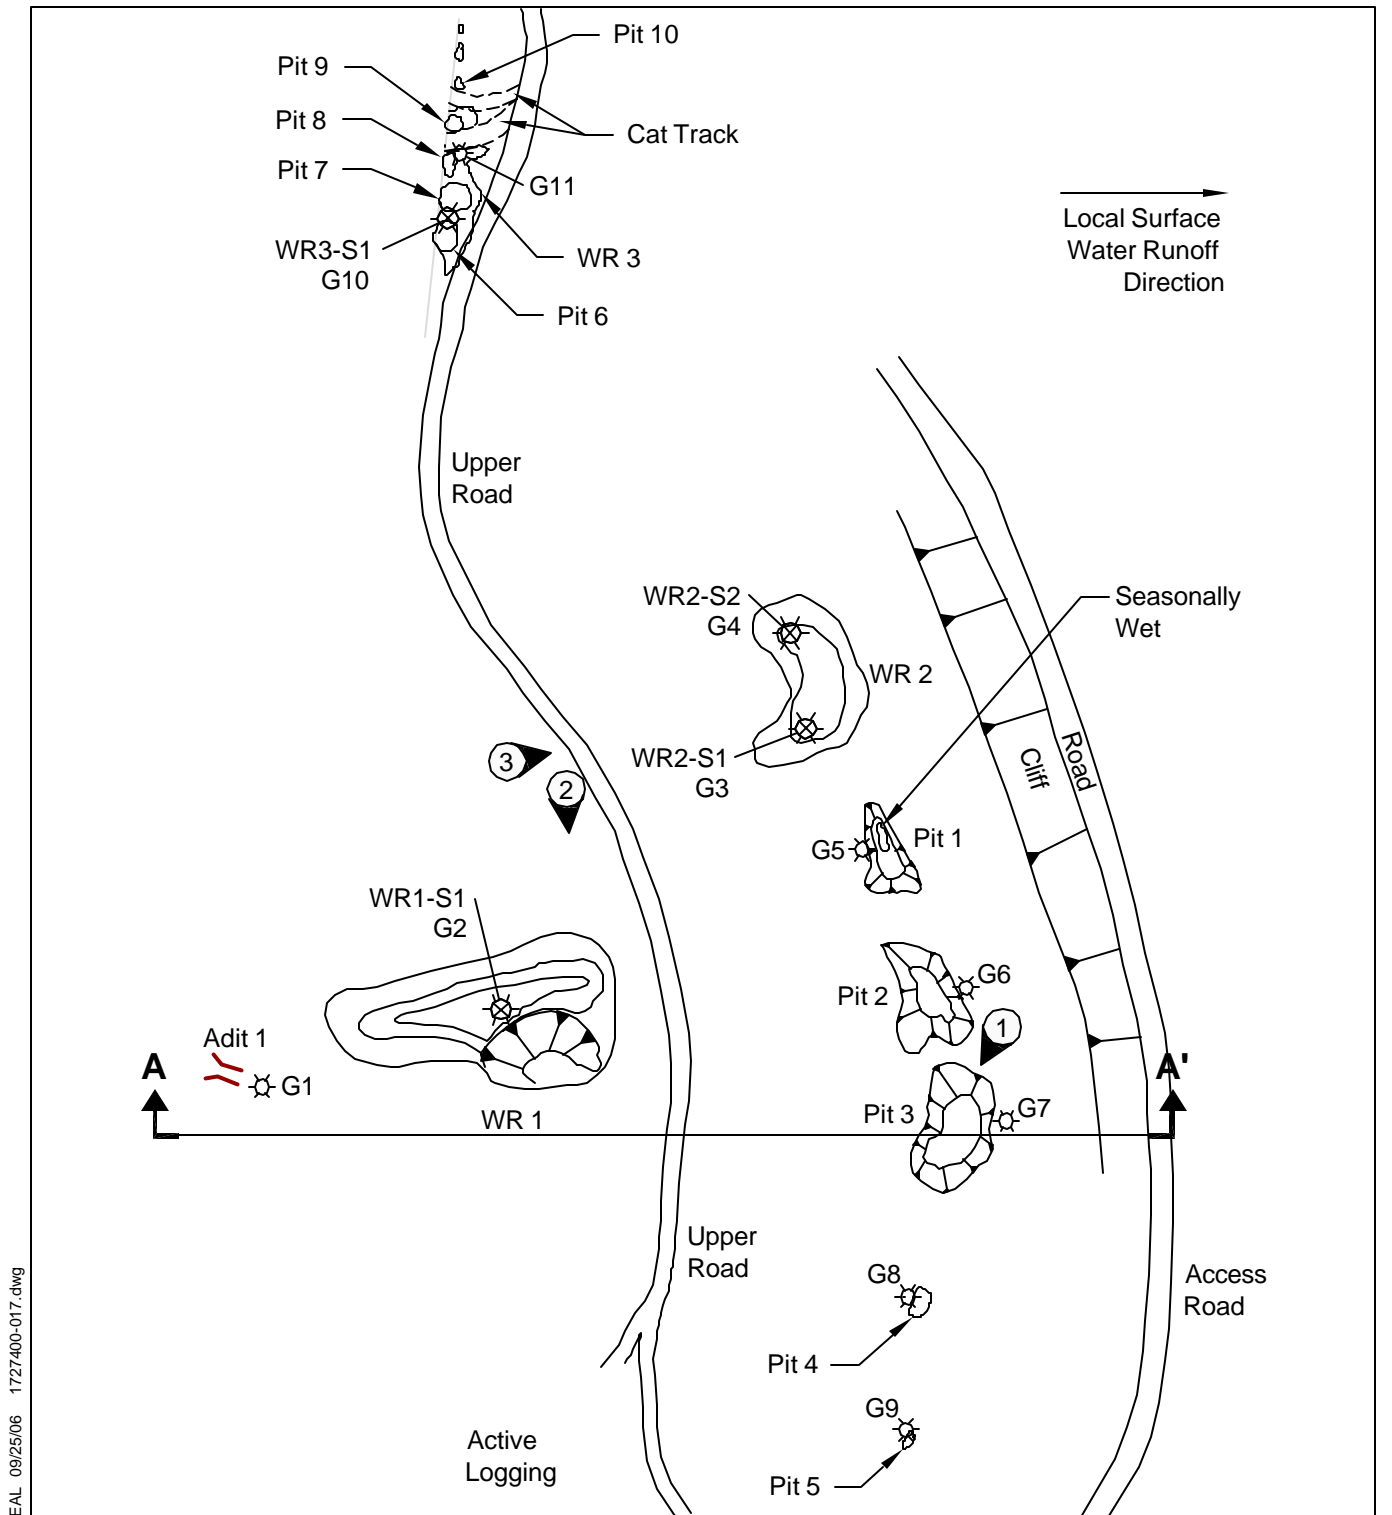 Pit 10
Pit 9
Pit 8
Cat Track
Pit 7
G11
WR3-S1
G10
WR 3
Pit 6
Local Surface
Water Runoff
Direction
Upper
Road
WR2-S2
G4
Seasonally
Wet
WR 2
WR2-S1
G3
Road
Cliff
3
2
G5
Pit 1
WR1-S1
G2
G6
Pit 2
1
Adit 1
A
G1
A'
WR 1
Pit 3
G7
Upper
Road
G8
Access
Road
Pit 4
G9
Active
Logging
Pit 5
EAL 09/25/06 1727400-017.dwg